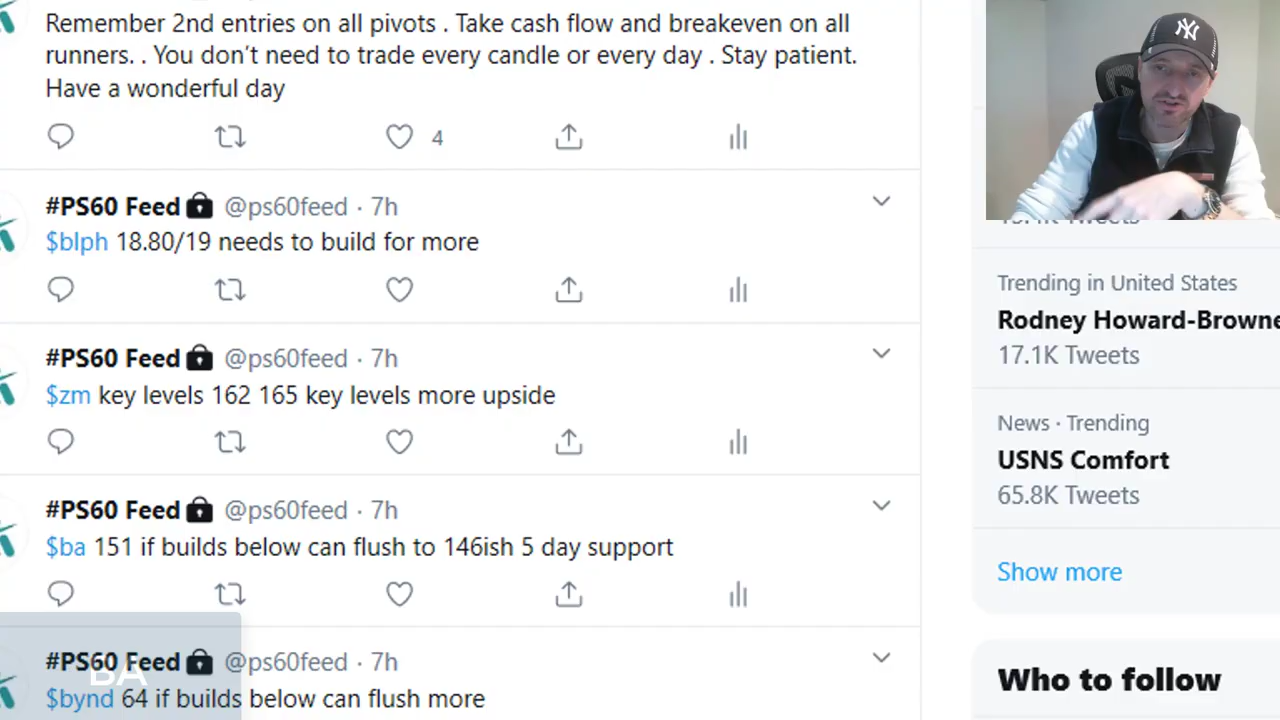 Remember 2nd entries on all pivots . Take cash flow and breakeven on all
runners. . You don’t need to trade every candle or every day . Stay patient.
Have a wonderful day
4
#PS60 Feed @ps60feed · 7h
$blph 18.80/19 needs to build for more
#PS60 Feed @ps60feed · 7h
$zm key levels 162 165 key levels more upside
#PS60 Feed @ps60feed · 7h
$ba 151 if builds below can flush to 146ish 5 day support
#PS60 Feed @ps60feed · 7h
$bynd 64 if builds below can flush more
BA
NY
Tweets
Trending in United States
Rodney Howard-Browne
17.1K Tweets
News · Trending
USNS Comfort
65.8K Tweets
Show more
Who to follow